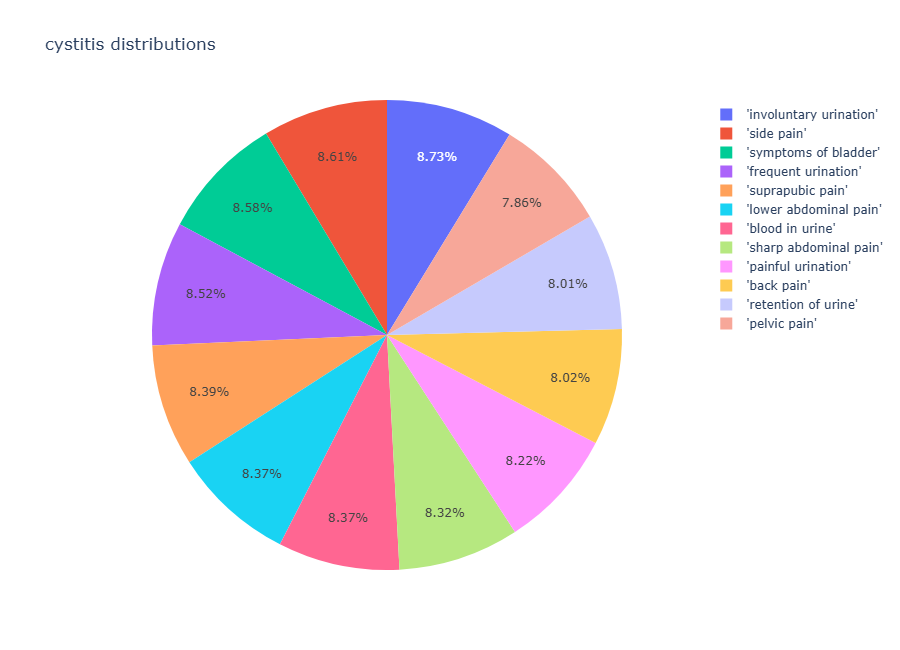 cystitis distributions
8.61%
8.73%
8.58%
7.86%
8.52%
8.01%
8.39%
8.02%
8.37%
8.22%
8.37%
8.32%
'involuntary urination'
'side pain'
'symptoms of bladder'
'frequent urination'
'suprapubic pain'
'lower abdominal pain'
'blood in urine'
'sharp abdominal pain'
'painful urination'
'back pain'
'retention of urine'
'pelvic pain'